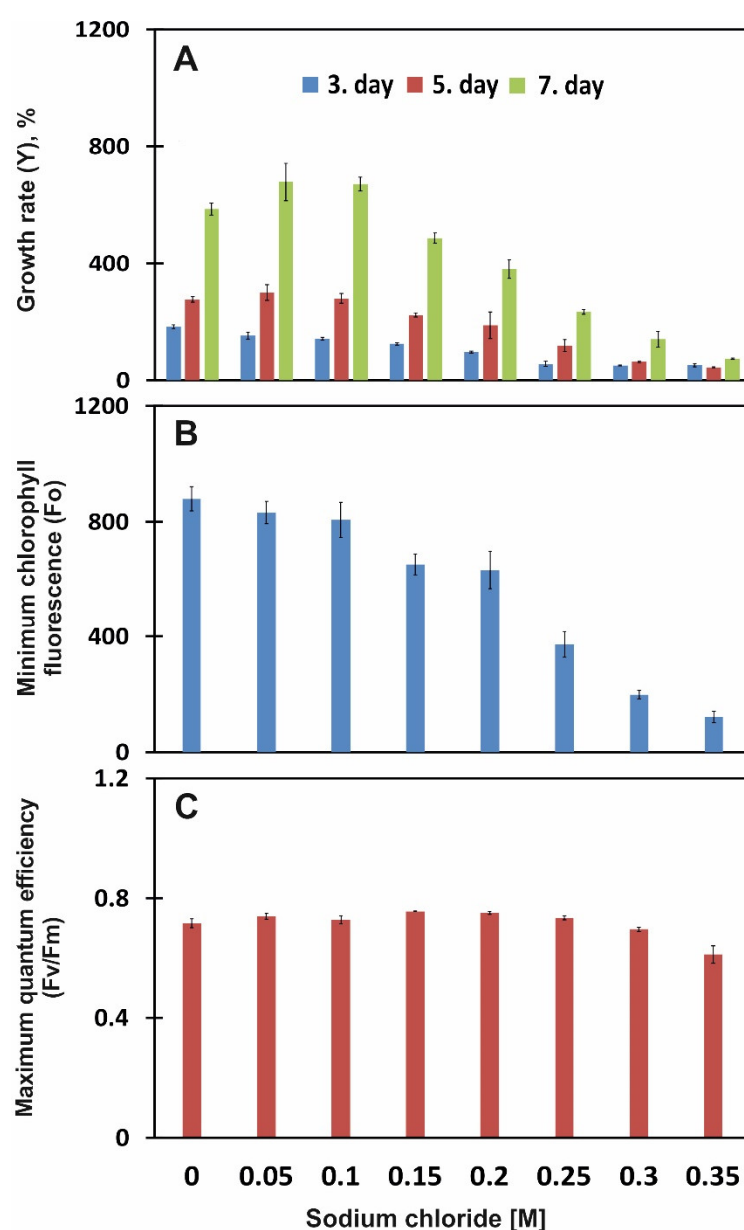 A
3. day 5. day 7. day
Growth rate (Y), %
1200
800
400
0
B
Minimum chlorophyll
fluorescence (Fo)
1200
800
400
0
C
Maximum quantum efficiency
(Fv/Fm)
1.2
0.8
0.4
0
0 0.05 0.1 0.15 0.2 0.25 0.3 0.35
Sodium chloride [M]